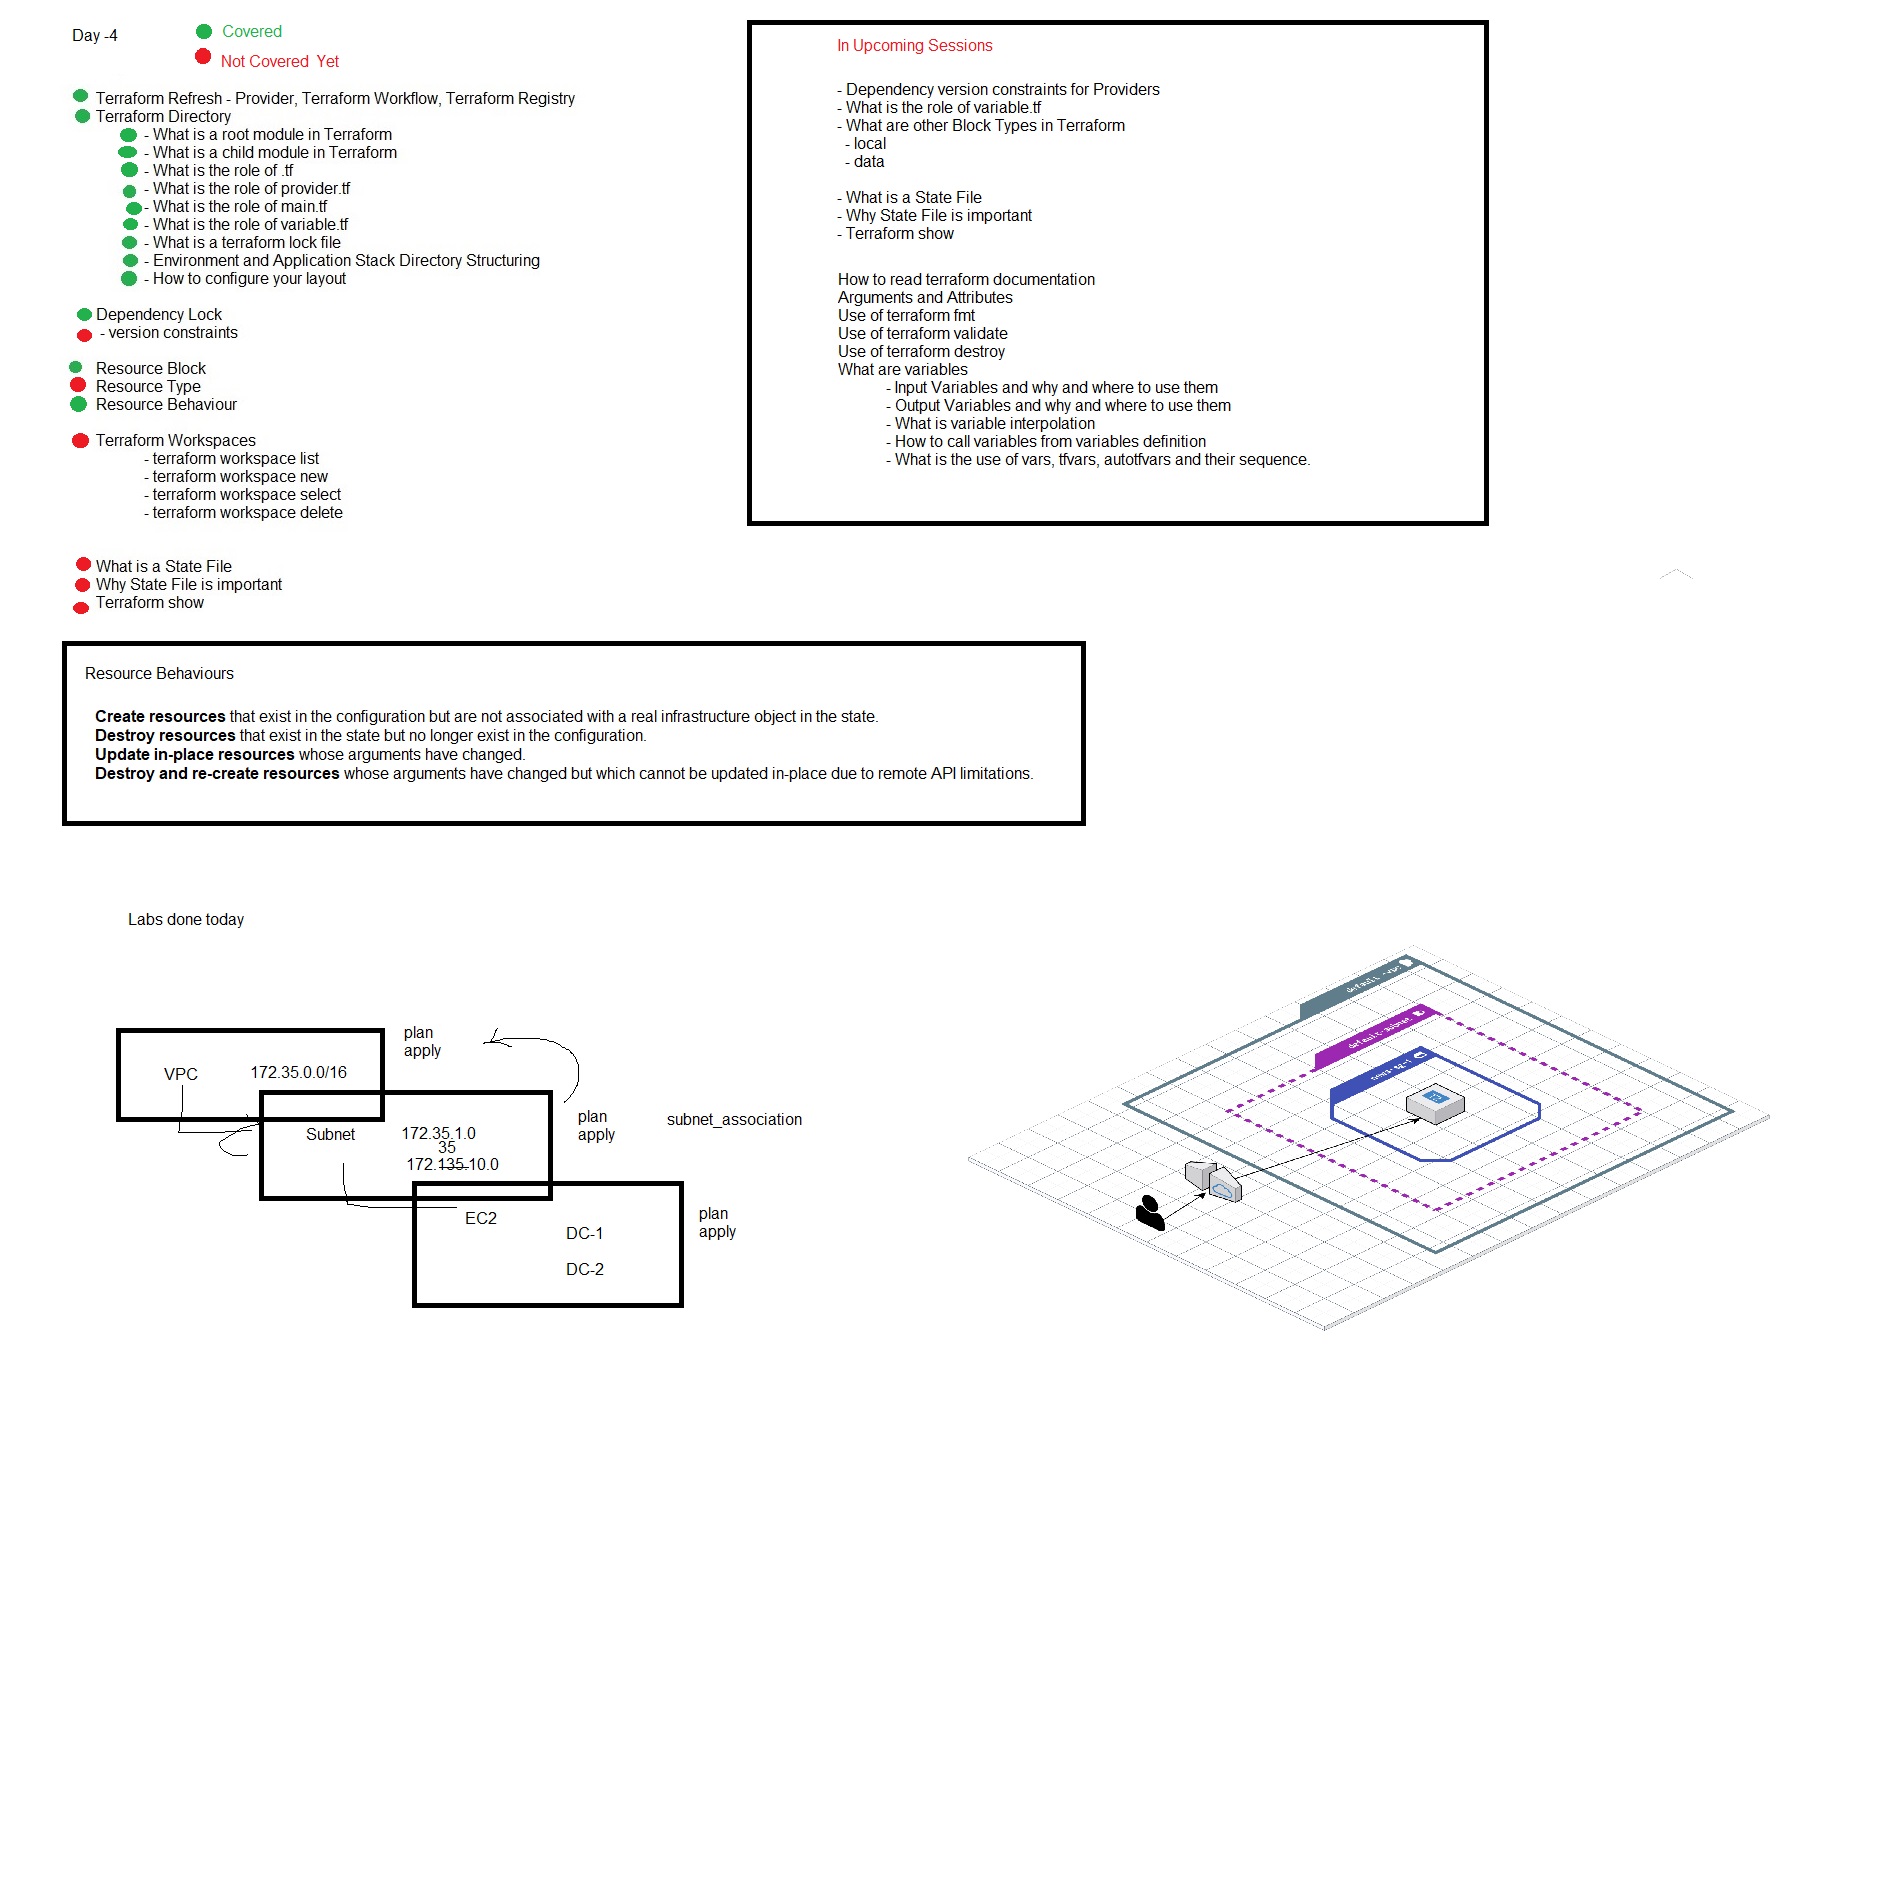 Day -4
Covered
Not Covered Yet
Terraform Refresh - Provider, Terraform Workflow, Terraform Registry
Terraform Directory
- What is a root module in Terraform
- What is a child module in Terraform
- What is the role of .tf
- What is the role of provider.tf
- What is the role of main.tf
- What is the role of variable.tf
- What is a terraform lock file
- Environment and Application Stack Directory Structuring
- How to configure your layout
Dependency Lock
- version constraints
Resource Block
Resource Type
Resource Behaviour
Terraform Workspaces
- terraform workspace list
- terraform workspace new
- terraform workspace select
- terraform workspace delete
What is a State File
Why State File is important
Terraform show
In Upcoming Sessions
- Dependency version constraints for Providers
- What is the role of variable.tf
- What are other Block Types in Terraform
- local
- data
- What is a State File
- Why State File is important
- Terraform show
How to read terraform documentation
Arguments and Attributes
Use of terraform fmt
Use of terraform validate
Use of terraform destroy
What are variables
- Input Variables and why and where to use them
- Output Variables and why and where to use them
- What is variable interpolation
- How to call variables from variables definition
- What is the use of vars, tfvars, autotfvars and their sequence.
Resource Behaviours
Create resources that exist in the configuration but are not associated with a real infrastructure object in the state.
Destroy resources that exist in the state but no longer exist in the configuration.
Update in-place resources whose arguments have changed.
Destroy and re-create resources whose arguments have changed but which cannot be updated in-place due to remote API limitations.
Labs done today
plan
apply
VPC 172.35.0.0/16
plan
apply
subnet_association
Subnet 172.35.1.0
35
172.135-10.0
plan
apply
EC2
DC-1
DC-2
default-vpc
default-subnet